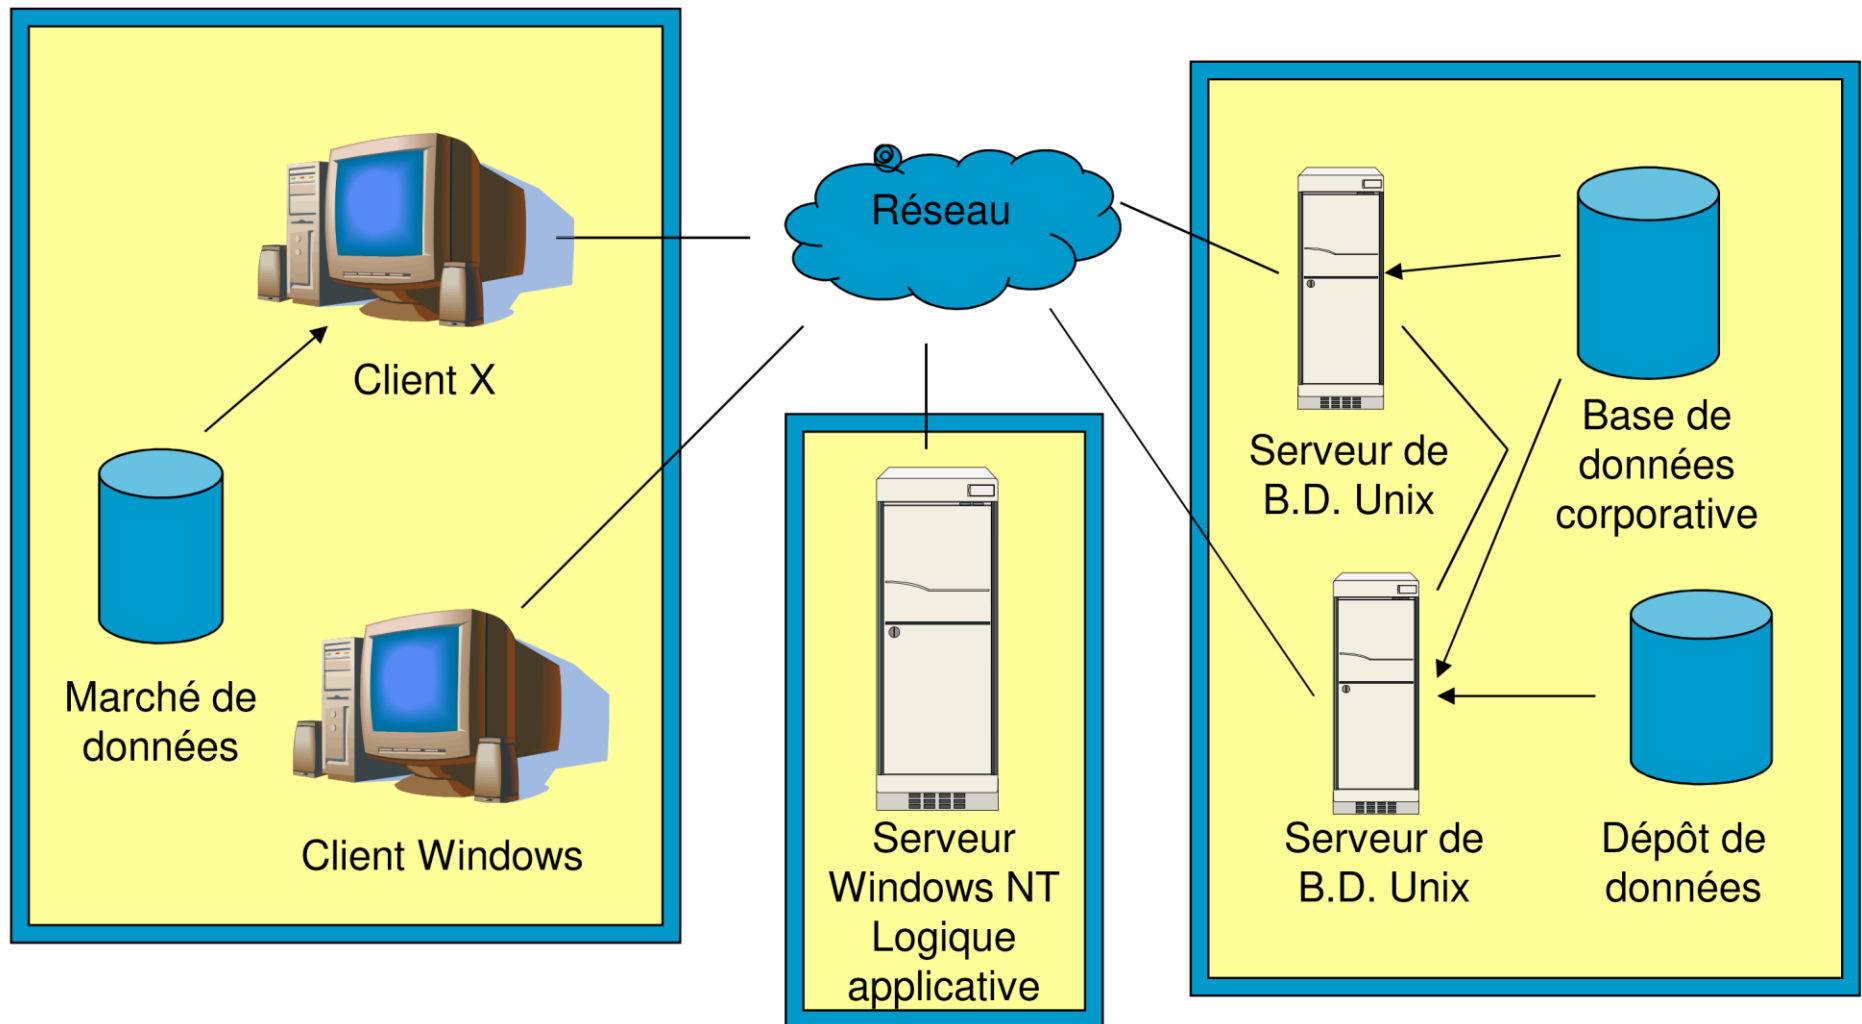 Réseau
Client X
Marché de
données
Client Windows
Serveur
Windows NT
Logique
applicative
Serveur de
B.D. Unix
Base de
données
corporative
Serveur de
B.D. Unix
Dépôt de
données